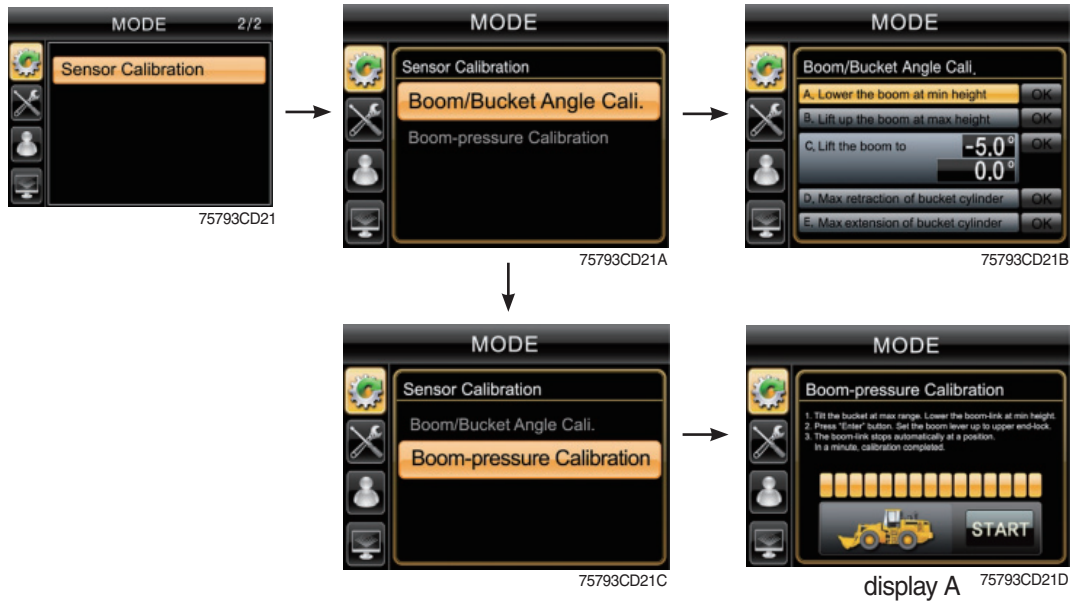 MODE 2/2
Sensor Calibration
75793CD21
MODE
Sensor Calibration
Boom/Bucket Angle Cali.
Boom-pressure Calibration
75793CD21A
MODE
Boom/Bucket Angle Cali.
A. Lower the boom at min height OK
B. Lift up the boom at max height OK
C. Lift the boom to -5.0° OK
0.0°
D. Max retraction of bucket cylinder OK
E. Max extension of bucket cylinder OK
75793CD21B
MODE
Sensor Calibration
Boom/Bucket Angle Cali.
Boom-pressure Calibration
75793CD21C
MODE
Boom-pressure Calibration
1. Tilt the bucket at max range. Lower the boom-link at min height.
2. Press "Enter" button. Set the boom lever up to upper end-lock.
3. The boom-link stops automatically at a position.
In a minute, calibration completed.
START
display A 75793CD21D